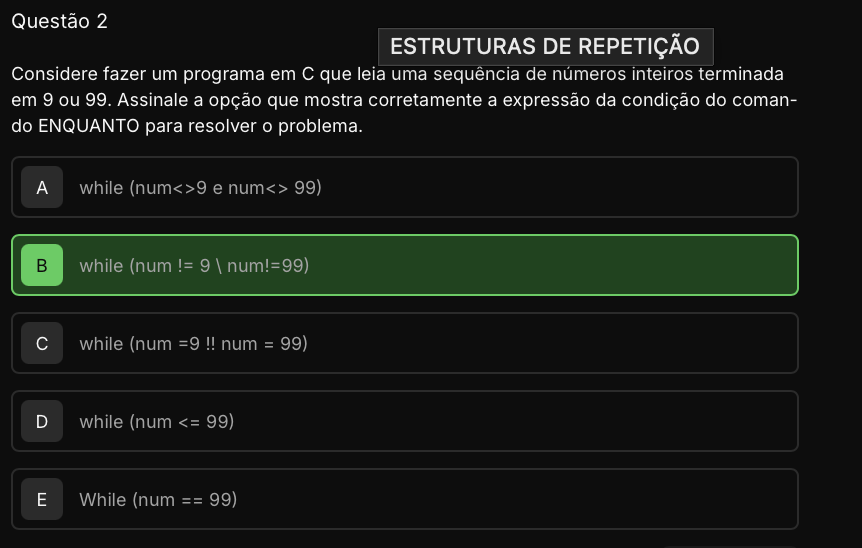 Questão 2
ESTRUTURAS DE REPETIÇÃO
Considere fazer um programa em C que leia uma sequência de números inteiros terminada
em 9 ou 99. Assinale a opção que mostra corretamente a expressão da condição do coman-
do ENQUANTO para resolver o problema.
A while (num<>9 e num<> 99)
B while (num != 9 \ num!=99)
C while (num =9 !! num = 99)
D while (num <= 99)
E While (num == 99)